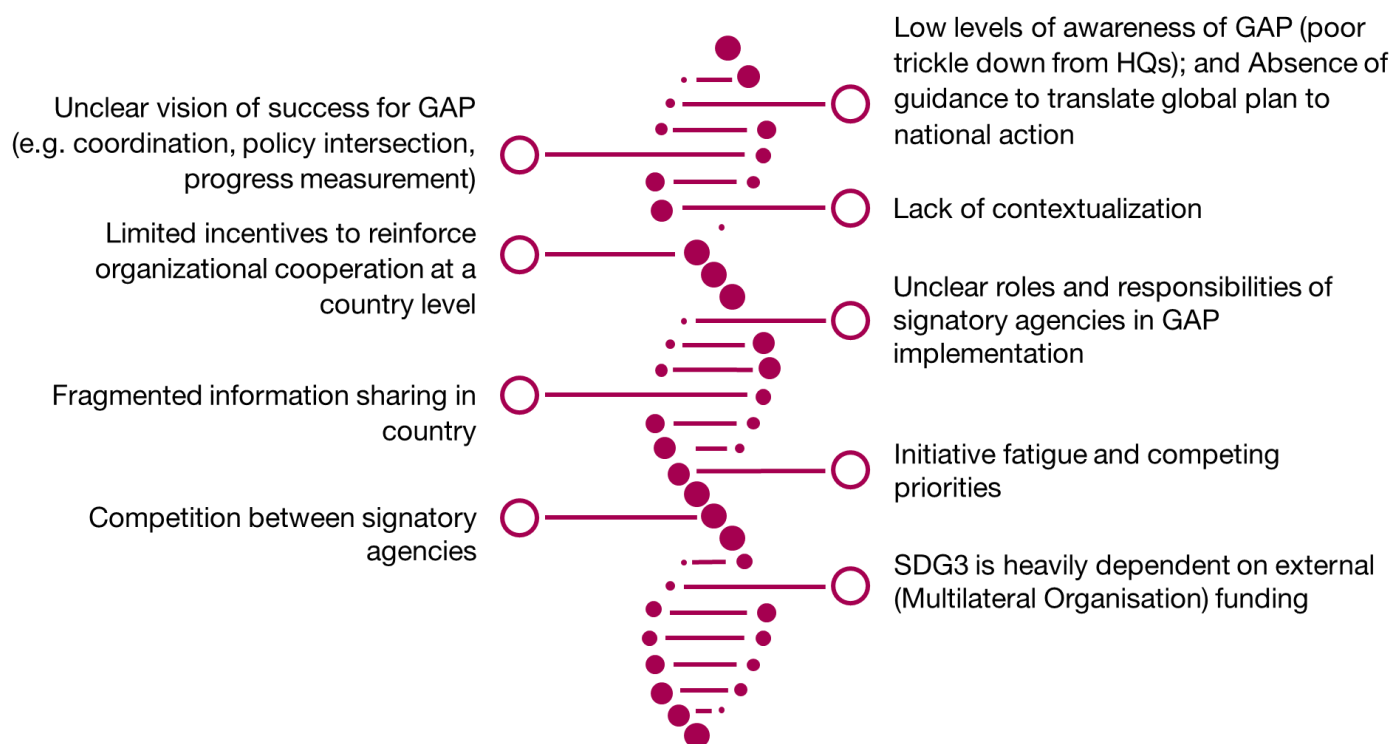 Low levels of awareness of GAP (poor
trickle down from HQs); and Absence of
guidance to translate global plan to
national action
Unclear vision of success for GAP
(e.g. coordination, policy intersection,
progress measurement)
Lack of contextualization
Limited incentives to reinforce
organizational cooperation at a
country level
Unclear roles and responsibilities of
signatory agencies in GAP
implementation
Fragmented information sharing in
country
Initiative fatigue and competing
priorities
Competition between signatory
agencies
SDG3 is heavily dependent on external
(Multilateral Organisation) funding